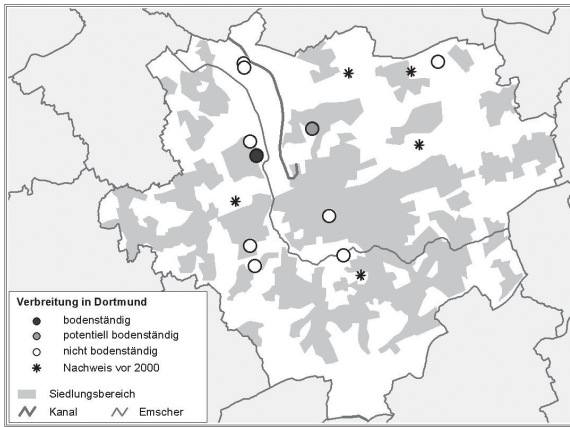 Verbreitung in Dortmund
bodenständig
potentiell bodenständig
nicht bodenständig
Nachweis vor 2000
Siedlungsbereich
Kanal Emscher